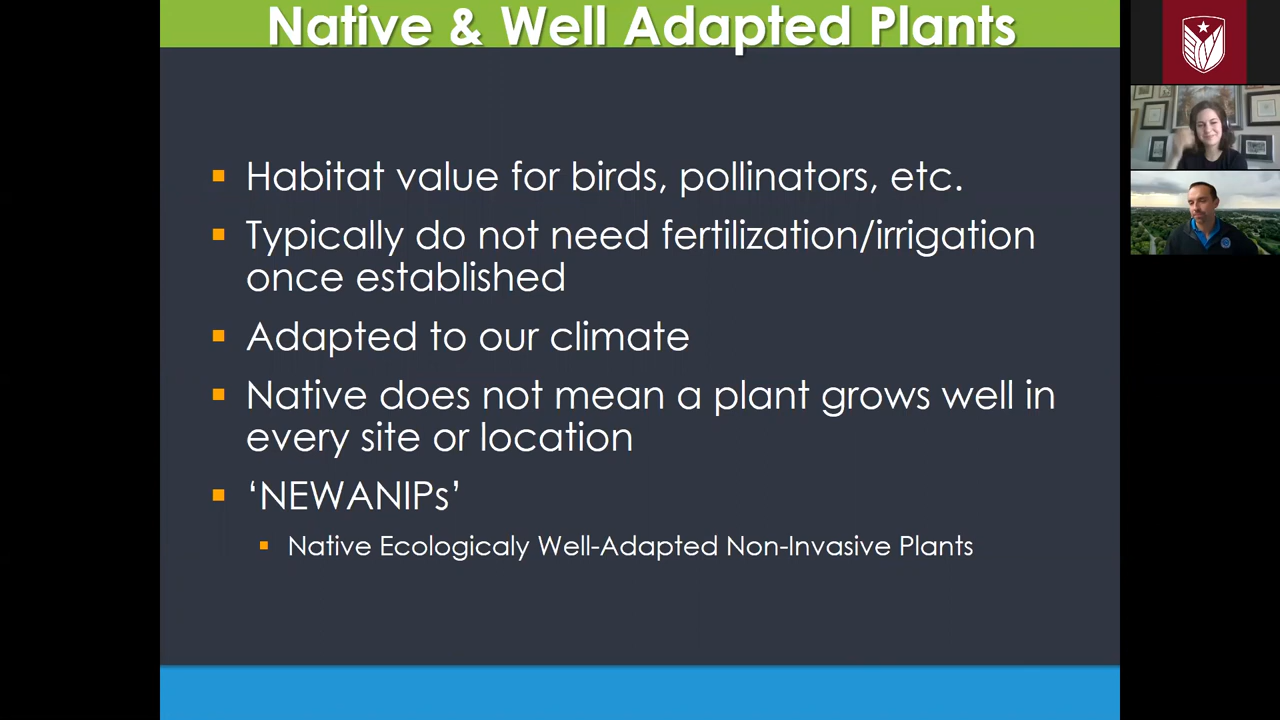 Native & Well Adapted Plants
▪ Habitat value for birds, pollinators, etc.
▪ Typically do not need fertilization/irrigation
once established
▪ Adapted to our climate
▪ Native does not mean a plant grows well in
every site or location
▪ ‘NEWANIPs’
▪ Native Ecologicaly Well-Adapted Non-Invasive Plants